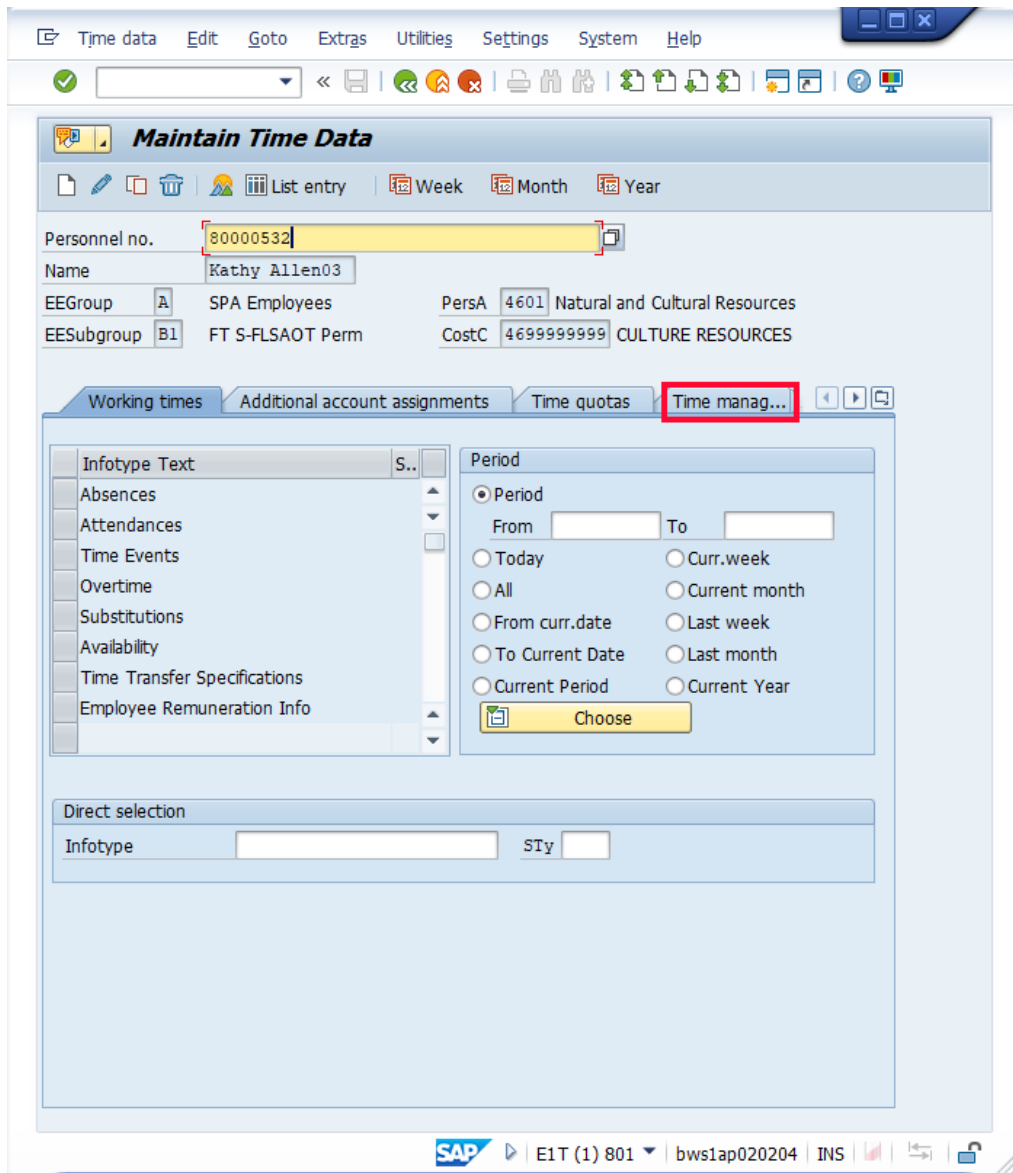 Time data Edit Goto Extras Utilities Settings System Help
Maintain Time Data
List entry Week Month Year
Personnel no. 80000532
Name Kathy Allen03
EEGroup A SPA Employees PersA 4601 Natural and Cultural Resources
EESubgroup B1 FT S-FLSAOT Perm CostC 4699999999 CULTURE RESOURCES
Working times Additional account assignments Time quotas Time manag...
Infotype Text S..
Absences
Attendances
Time Events
Overtime
Substitutions
Availability
Time Transfer Specifications
Employee Remuneration Info
Period
Period
From To
Today Curr.week
All Current month
From curr.date Last week
To Current Date Last month
Current Period Current Year
Choose
Direct selection
Infotype STy
SAP E1T (1) 801 bws1ap020204 INS